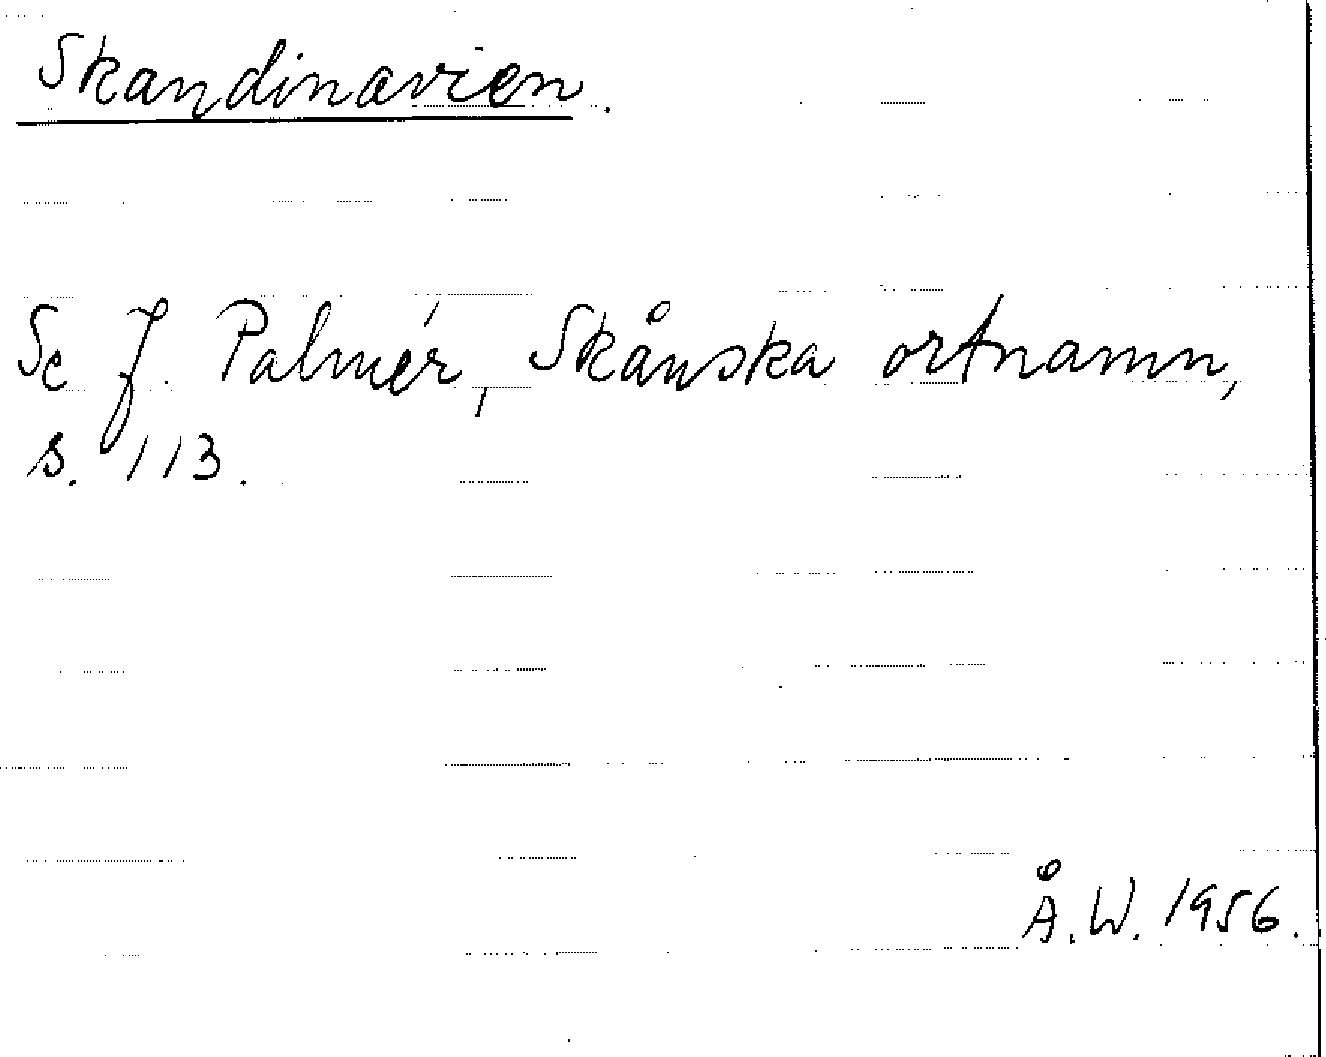 Skandinavien.
Se J. Palmér, Skånska ortnamn,
s. 113.
Å.W. 1956.